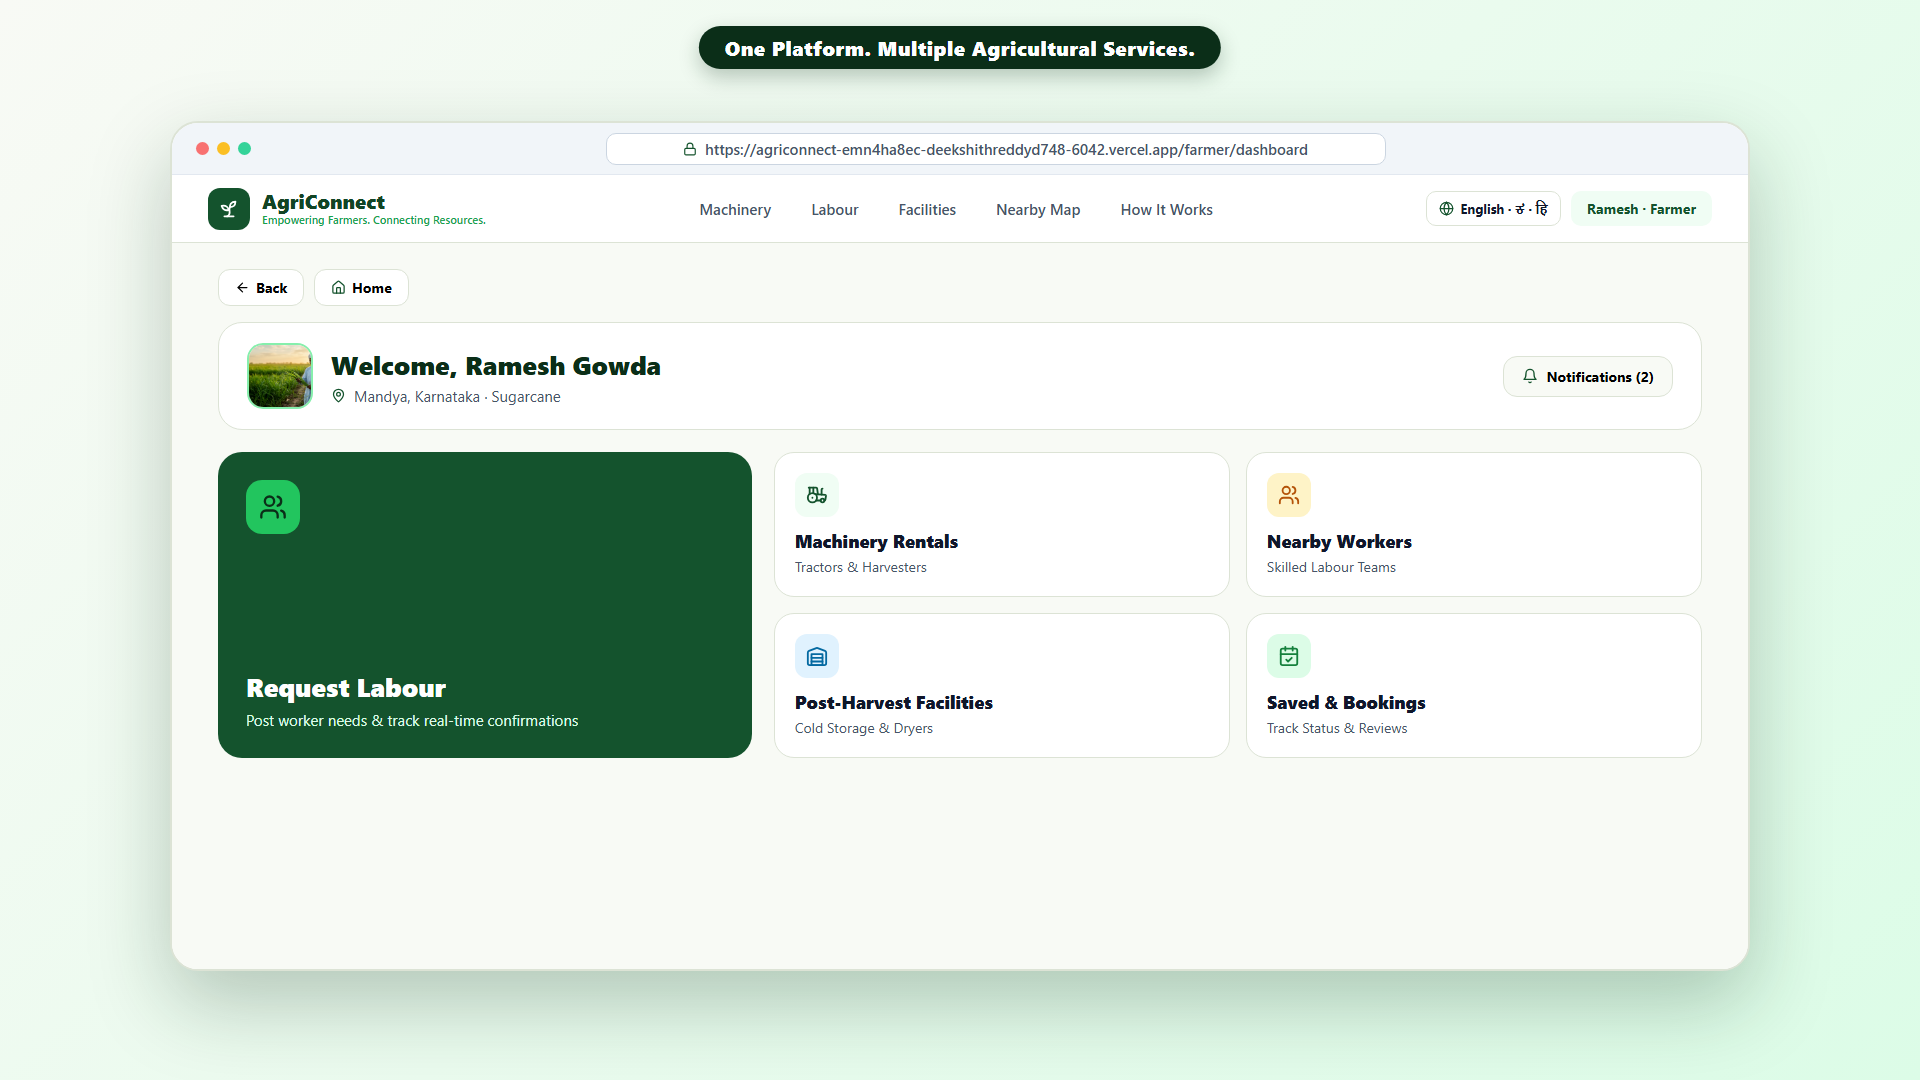 One Platform. Multiple Agricultural Services.
https://agriconnect-emn4ha8ec-deekshithreddyd748-6042.vercel.app/farmer/dashboard
AgriConnect
Empowering Farmers. Connecting Resources.
Machinery
Labour
Facilities
Nearby Map
How It Works
English · ಕ · हि
Ramesh · Farmer
Back
Home
Welcome, Ramesh Gowda
Mandya, Karnataka · Sugarcane
Notifications (2)
Request Labour
Post worker needs & track real-time confirmations
Machinery Rentals
Tractors & Harvesters
Nearby Workers
Skilled Labour Teams
Post-Harvest Facilities
Cold Storage & Dryers
Saved & Bookings
Track Status & Reviews